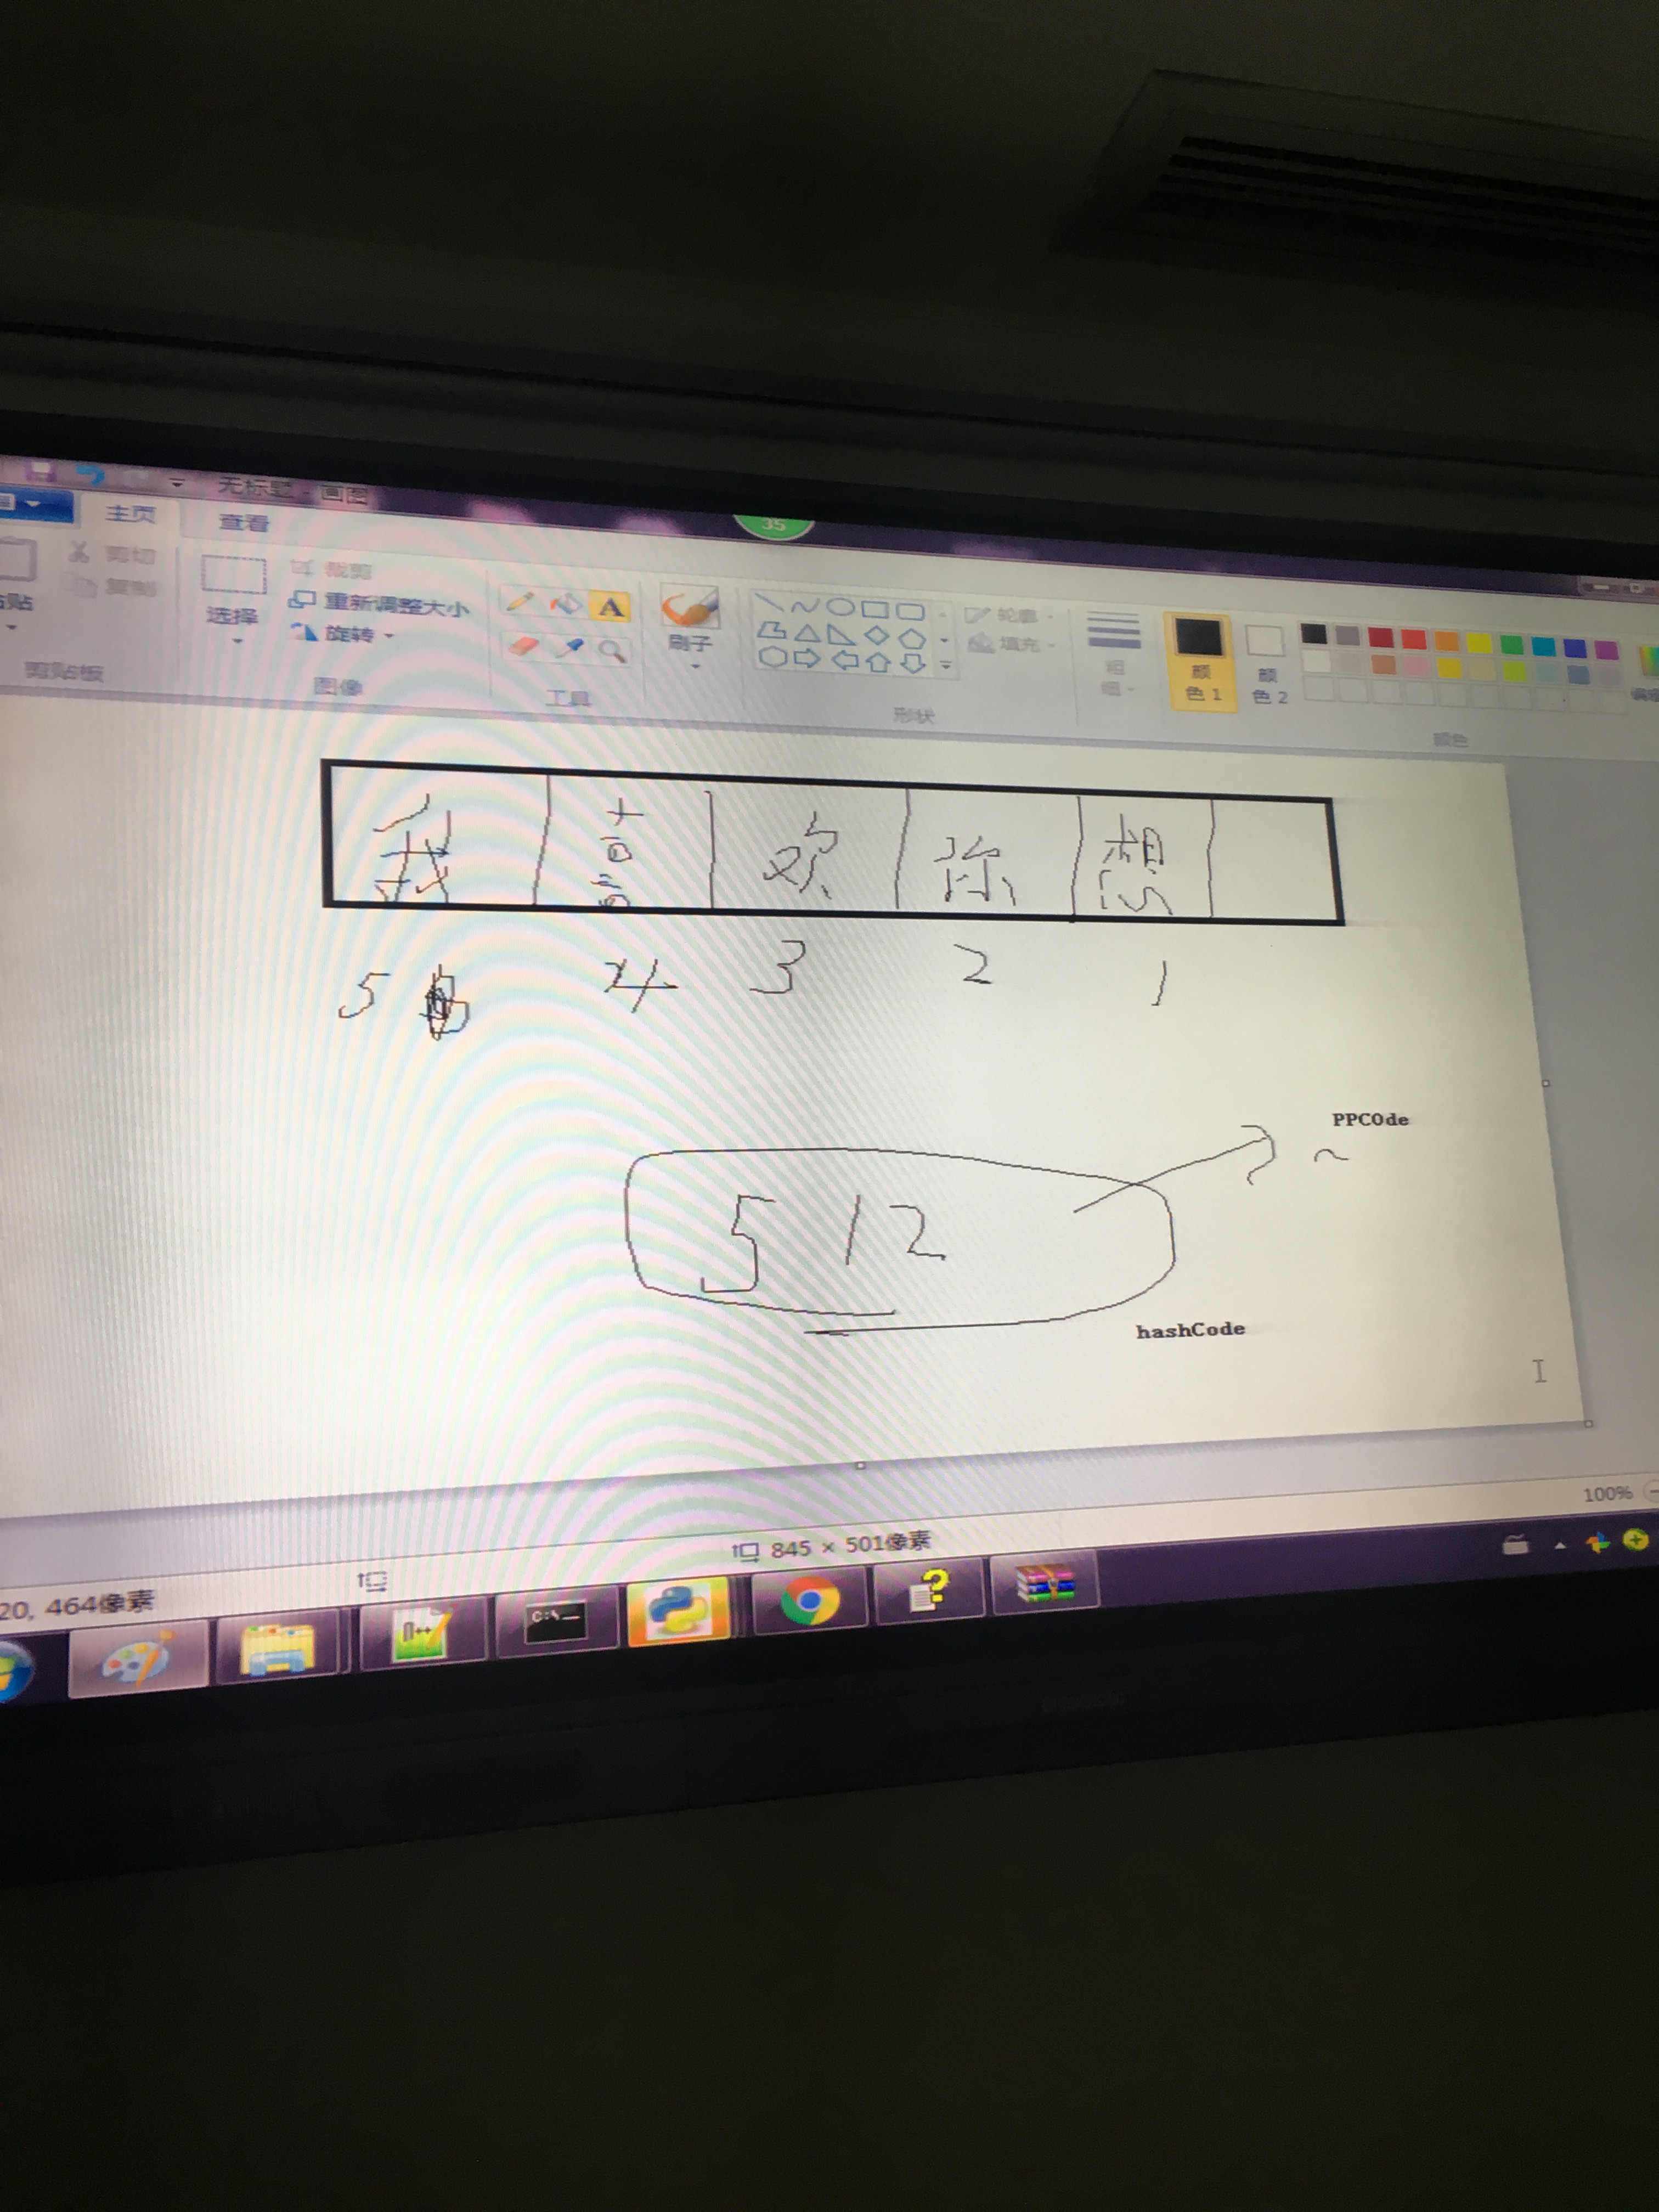 无标题 - 画图
35
主页 查看
剪切
复制
粘贴
剪贴板
选择
裁剪
重新调整大小
旋转
图像
A
工具
刷子
轮廓
填充
形状
粗细
颜色 1
颜色 2
颜色
我 喜 欢 你 想
5 4 3 2 1
PPCOde
5 1 2
hashCode
100%
845 × 501像素
20, 464像素
C:\_